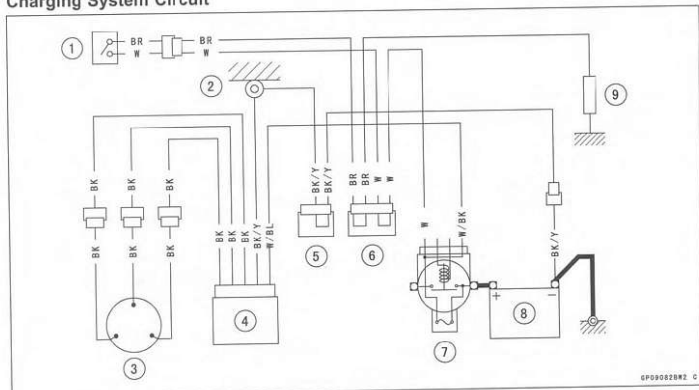 Charging System Circuit
1
BR
BR
W
W
2
9
BK
BK
BK
BK/Y
BK/Y
BR
BR
W
W
W
W/BK
BK
BK
BK
BK
BK
BK
BK/Y
W/BL
5
6
BK/Y
3
4
7
+
8
−
GP090828W2 C